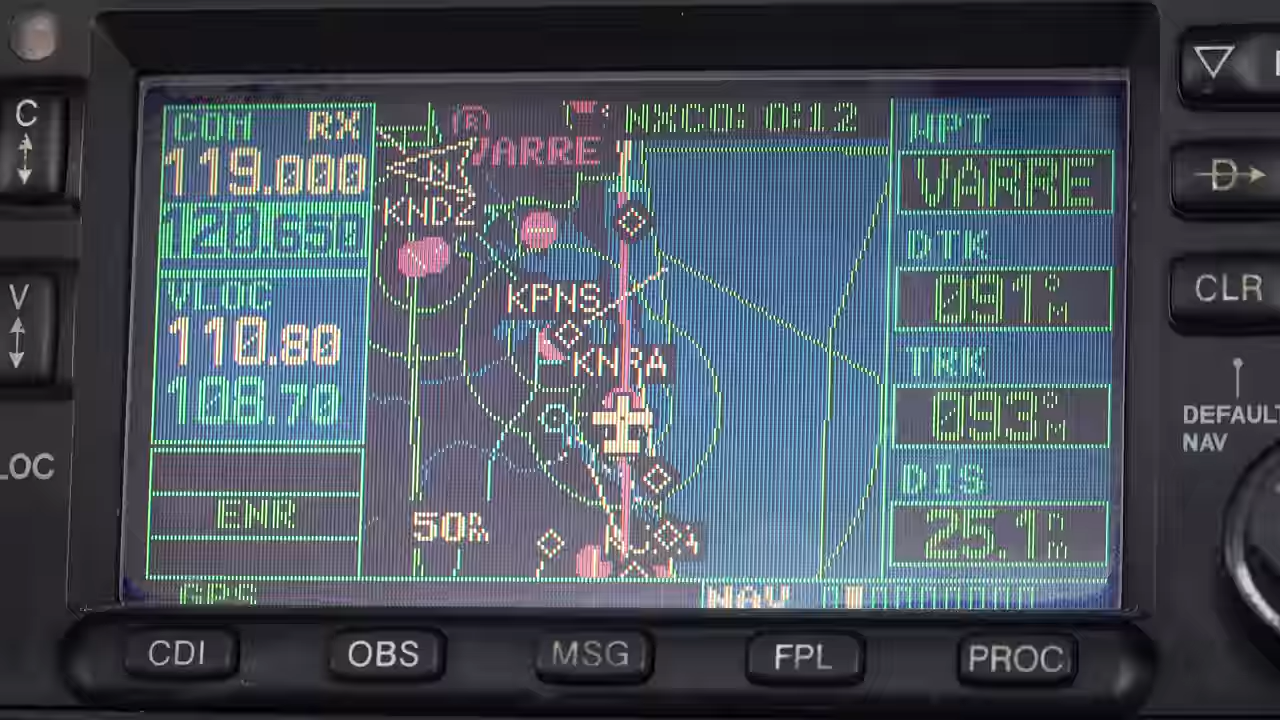 C
COM RX
119.000
120.650
V
VLOC
110.80
108.70
LOC
ENR
GPS
(R)
VARRE
NXCO: 0:12
N
KNDZ
KPNS
KNRA
50
NAV
WPT
VARRE
DTK
091°M
TRK
093°M
DIS
25.1
D
CLR
DEFAULT
NAV
CDI
OBS
MSG
FPL
PROC